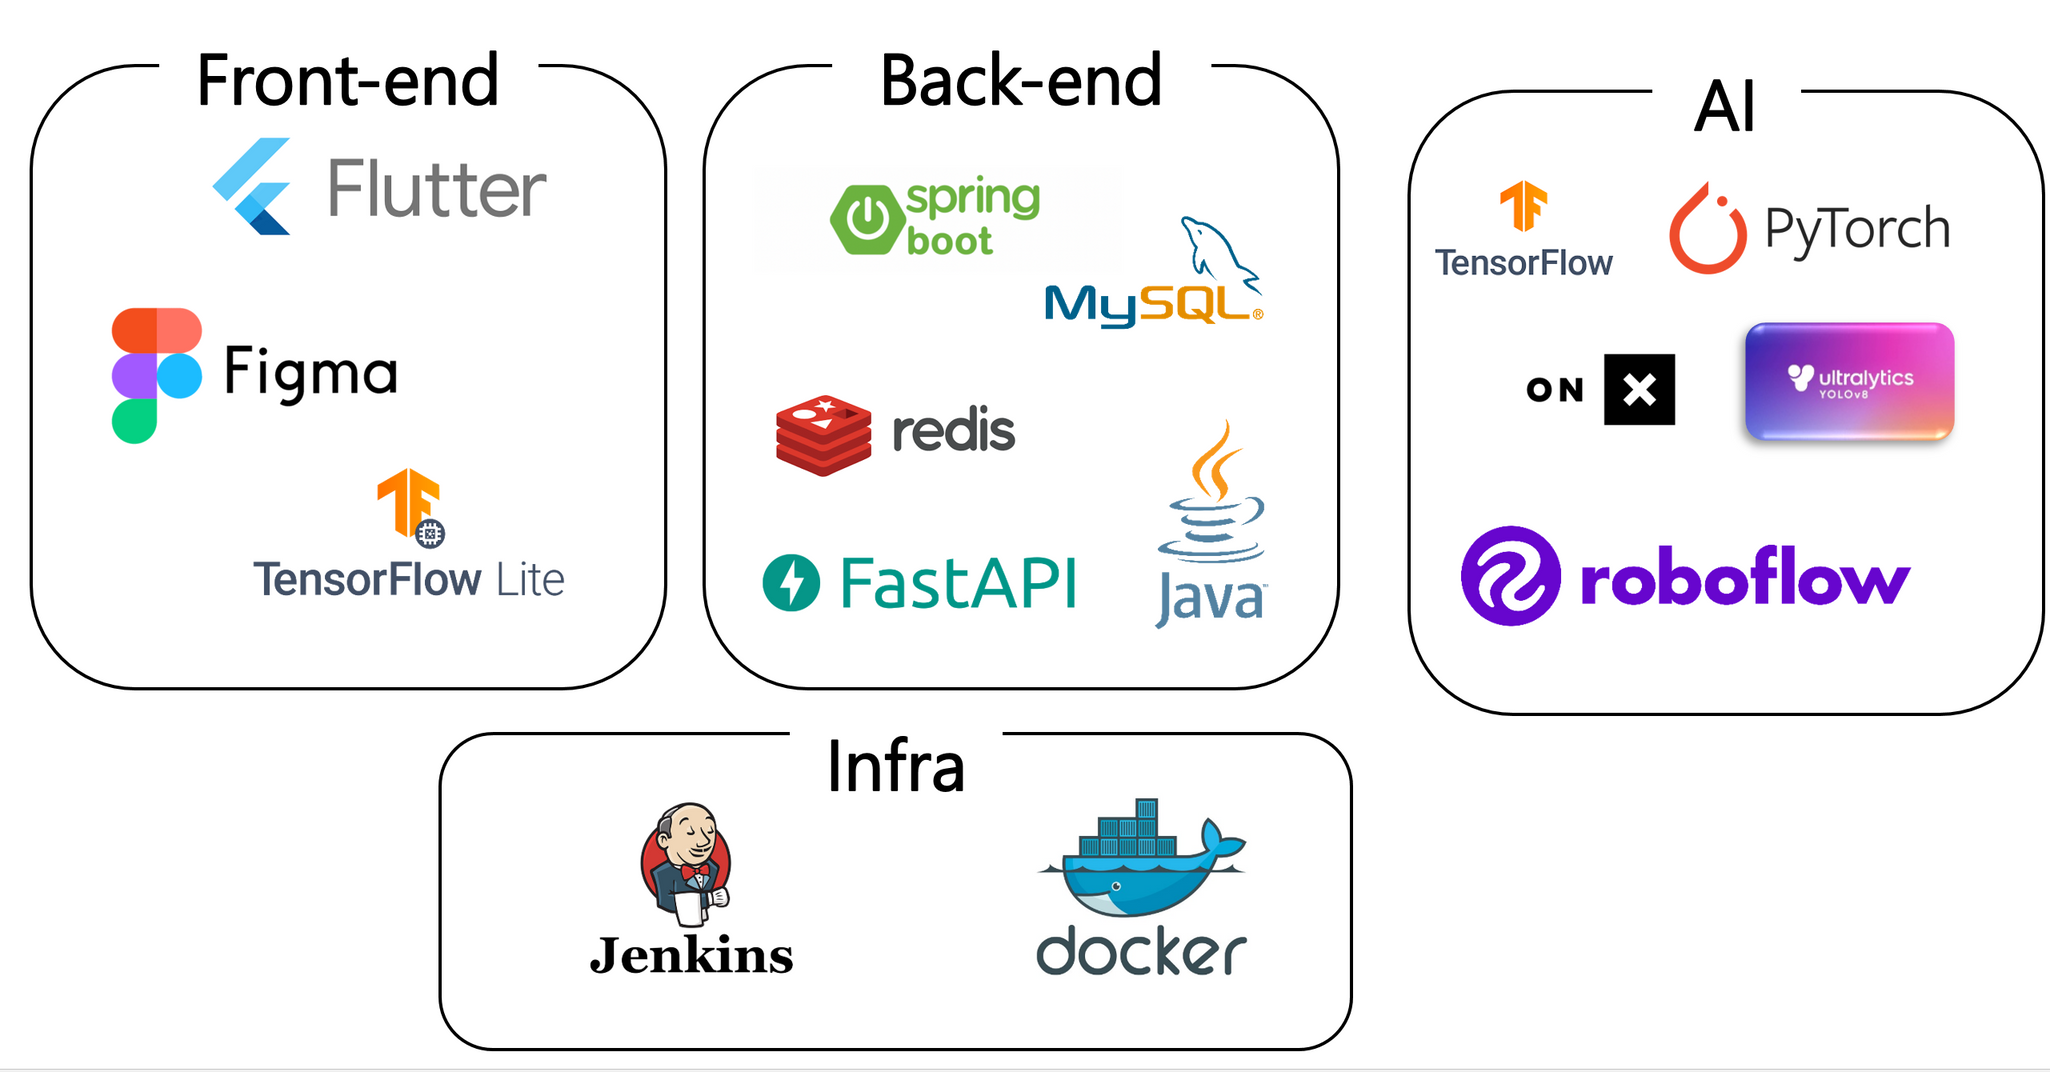 Front-end
Flutter
Figma
TensorFlow Lite
Back-end
spring
boot
MySQL®
redis
FastAPI
Java™
AI
TensorFlow
PyTorch
ON X
ultralytics
YOLOv8
roboflow
Infra
Jenkins
docker